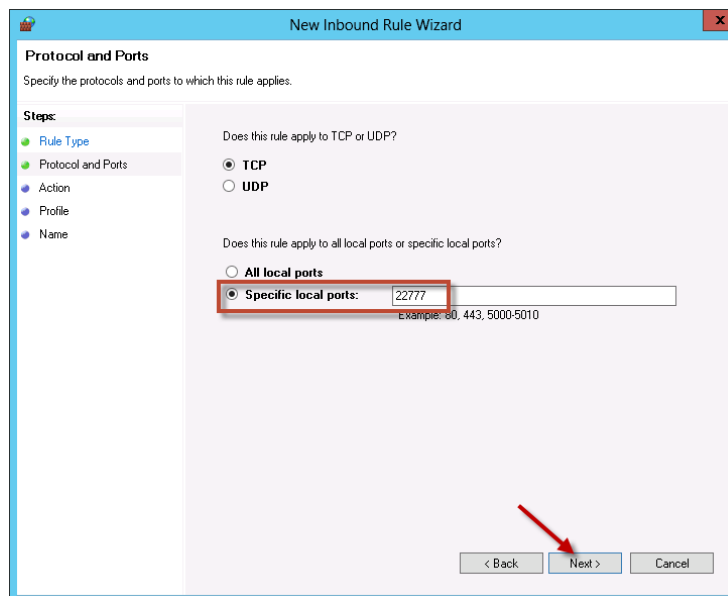 New Inbound Rule Wizard
x
Protocol and Ports
Specify the protocols and ports to which this rule applies.
Steps:
Rule Type
Protocol and Ports
Action
Profile
Name
Does this rule apply to TCP or UDP?
TCP
UDP
Does this rule apply to all local ports or specific local ports?
All local ports
Specific local ports: 22777
Example: 80, 443, 5000-5010
< Back Next > Cancel